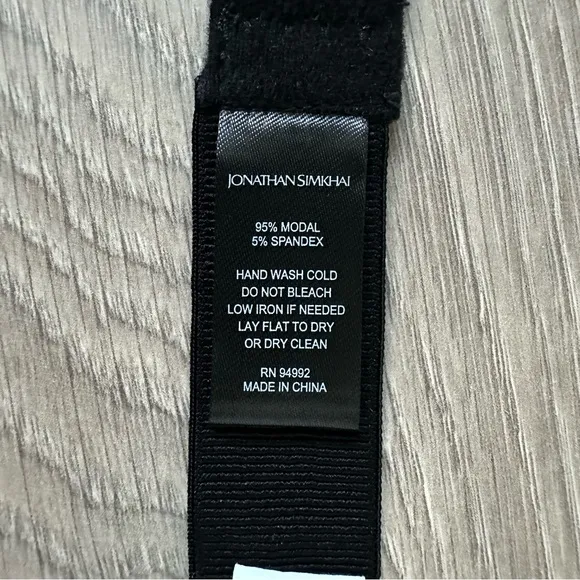 JONATHAN SIMKHAI
95% MODAL
5% SPANDEX
HAND WASH COLD
DO NOT BLEACH
LOW IRON IF NEEDED
LAY FLAT TO DRY
OR DRY CLEAN
RN 94992
MADE IN CHINA